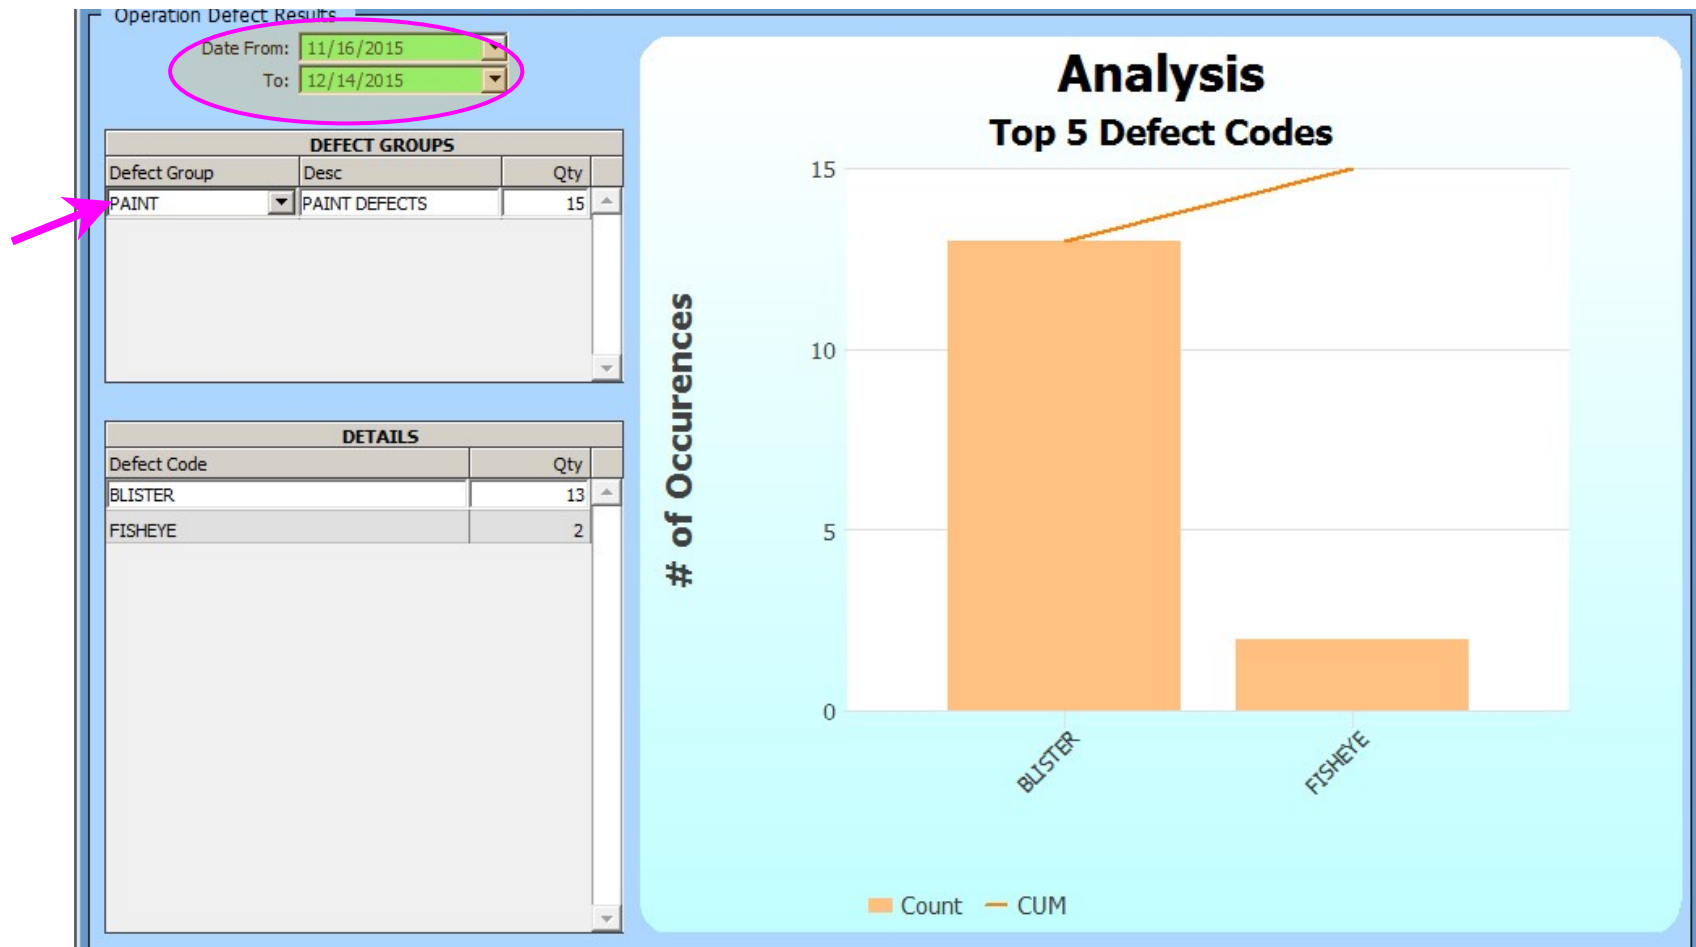 Operation Defect Results
Date From: 11/16/2015
To: 12/14/2015
DEFECT GROUPS
Defect Group Desc Qty
PAINT PAINT DEFECTS 15
DETAILS
Defect Code Qty
BLISTER 13
FISHEYE 2
Analysis
Top 5 Defect Codes
# of Occurences
15
10
5
0
BLISTER
FISHEYE
Count CUM